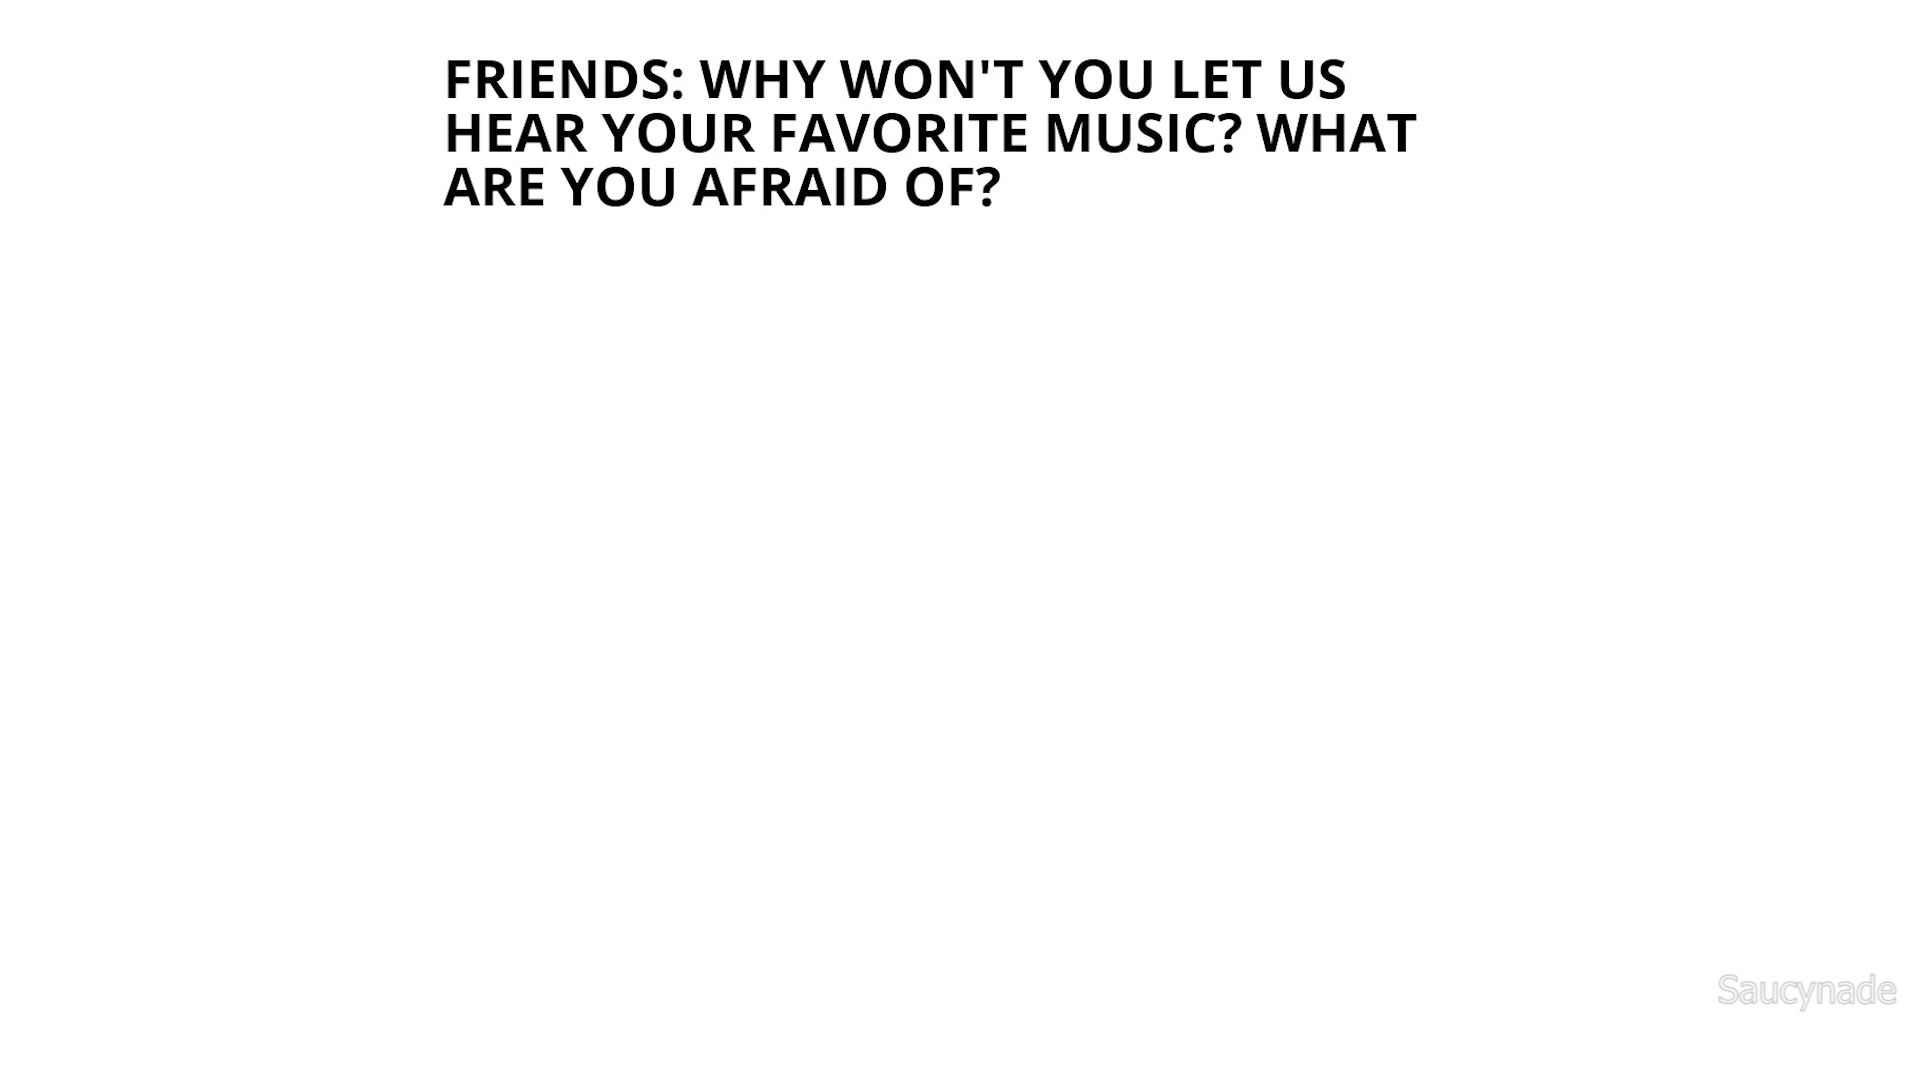 FRIENDS: WHY WON'T YOU LET US
HEAR YOUR FAVORITE MUSIC? WHAT
ARE YOU AFRAID OF?
Saucynade